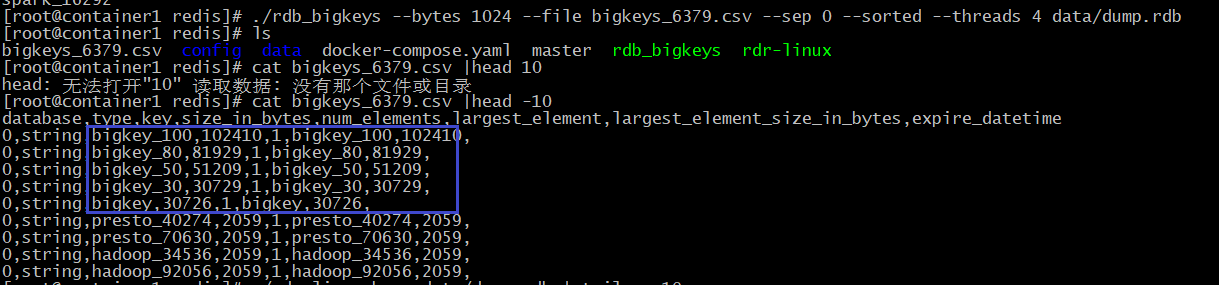 [root@container1 redis]# ./rdb_bigkeys --bytes 1024 --file bigkeys_6379.csv --sep 0 --sorted --threads 4 data/dump.rdb
[root@container1 redis]# ls
bigkeys_6379.csv config data docker-compose.yaml master rdb_bigkeys rdr-linux
[root@container1 redis]# cat bigkeys_6379.csv |head 10
head: 无法打开"10" 读取数据: 没有那个文件或目录
[root@container1 redis]# cat bigkeys_6379.csv |head -10
database,type,key,size_in_bytes,num_elements,largest_element,largest_element_size_in_bytes,expire_datetime
0,string,bigkey_100,102410,1,bigkey_100,102410,
0,string,bigkey_80,81929,1,bigkey_80,81929,
0,string,bigkey_50,51209,1,bigkey_50,51209,
0,string,bigkey_30,30729,1,bigkey_30,30729,
0,string,bigkey,30726,1,bigkey,30726,
0,string,presto_40274,2059,1,presto_40274,2059,
0,string,presto_70630,2059,1,presto_70630,2059,
0,string,hadoop_34536,2059,1,hadoop_34536,2059,
0,string,hadoop_92056,2059,1,hadoop_92056,2059,